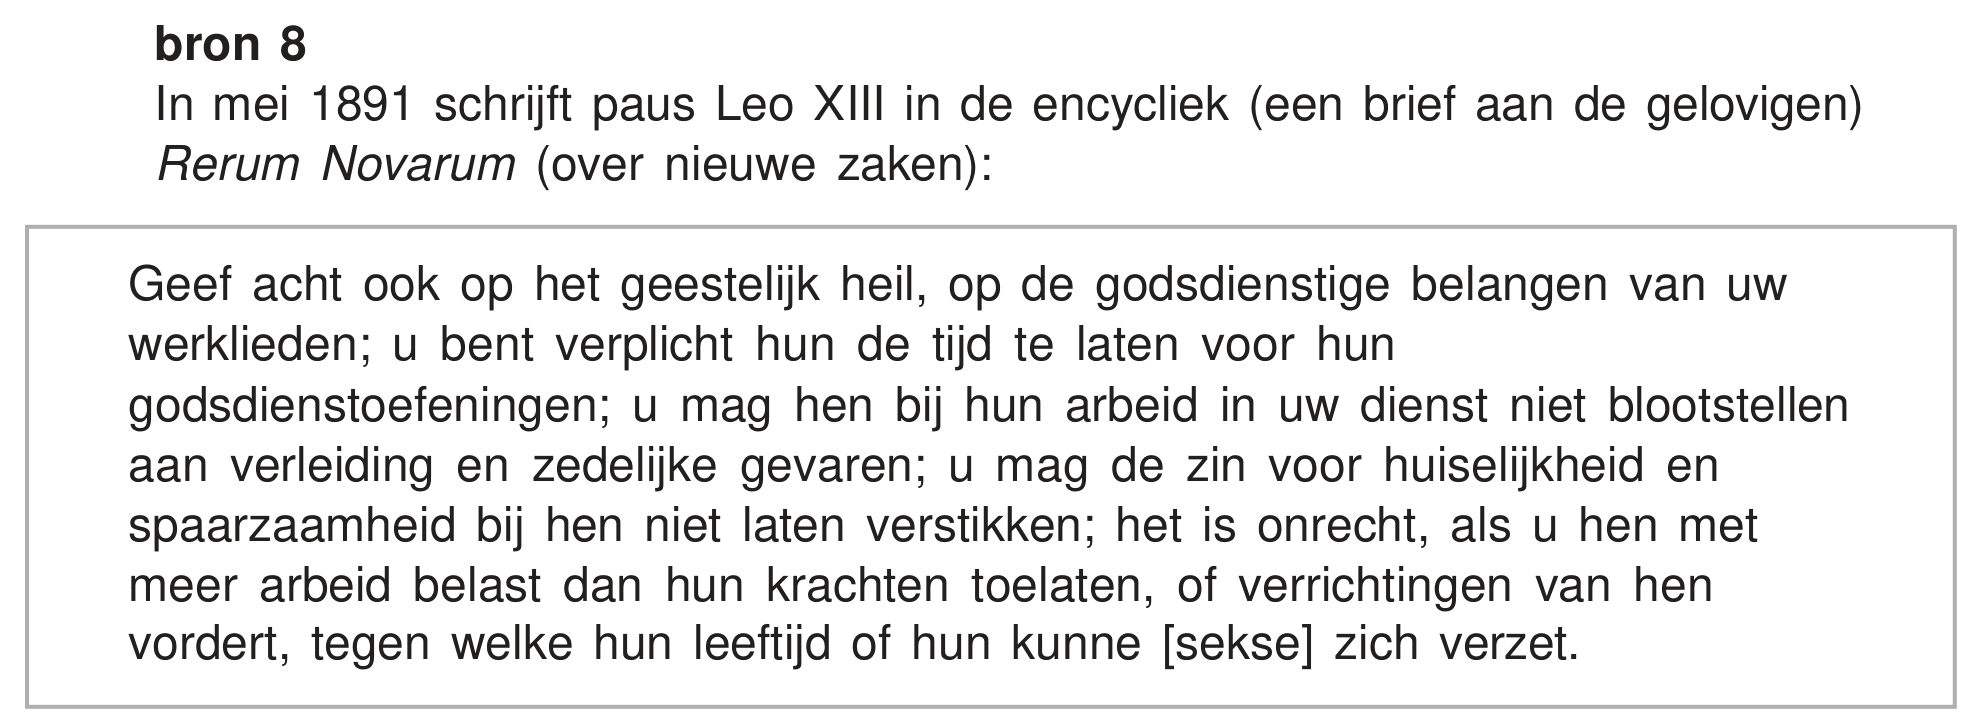 bron 8
In mei 1891 schrijft paus Leo XIII in de encycliek (een brief aan de gelovigen)
Rerum Novarum (over nieuwe zaken):
Geef acht ook op het geestelijk heil, op de godsdienstige belangen van uw
werklieden; u bent verplicht hun de tijd te laten voor hun
godsdienstoefeningen; u mag hen bij hun arbeid in uw dienst niet blootstellen
aan verleiding en zedelijke gevaren; u mag de zin voor huiselijkheid en
spaarzaamheid bij hen niet laten verstikken; het is onrecht, als u hen met
meer arbeid belast dan hun krachten toelaten, of verrichtingen van hen
vordert, tegen welke hun leeftijd of hun kunne [sekse] zich verzet.